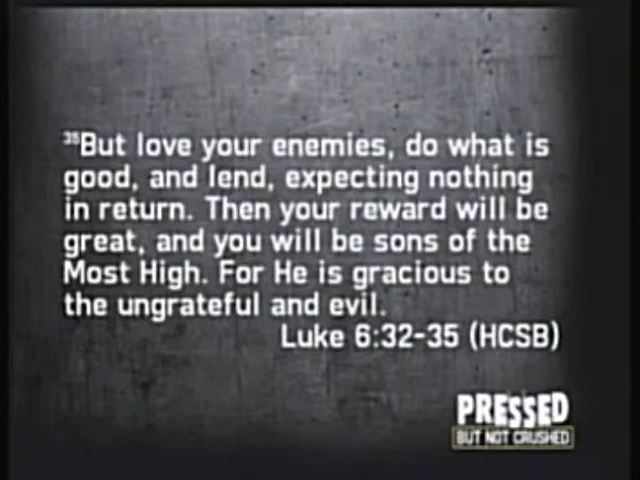 ³⁵But love your enemies, do what is
good, and lend, expecting nothing
in return. Then your reward will be
great, and you will be sons of the
Most High. For He is gracious to
the ungrateful and evil.
Luke 6:32-35 (HCSB)
PRESSED
BUT NOT CRUSHED